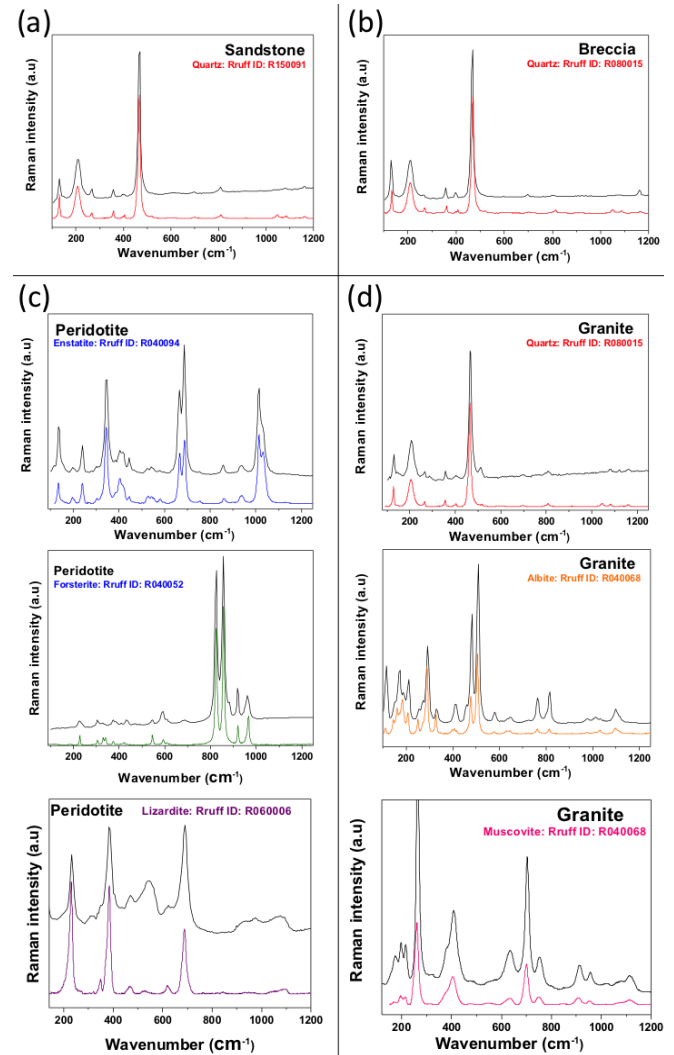 (a)
Sandstone
Quartz: Rruff ID: R150091
Raman intensity (a.u)
200 400 600 800 1000 1200
Wavenumber (cm-1)
(b)
Breccia
Quartz: Rruff ID: R080015
Raman intensity (a.u)
200 400 600 800 1000 1200
Wavenumber (cm-1)
(c)
Peridotite
Enstatite: Rruff ID: R040094
Raman intensity (a.u)
200 400 600 800 1000 1200
Wavenumber (cm-1)
Peridotite
Forsterite: Rruff ID: R040052
Raman intensity (a.u)
200 400 600 800 1000 1200
Wavenumber (cm-1)
Peridotite
Lizardite: Rruff ID: R060006
Raman intensity (a.u)
200 400 600 800 1000 1200
Wavenumber (cm-1)
(d)
Granite
Quartz: Rruff ID: R080015
Raman intensity (a.u)
200 400 600 800 1000 1200
Wavenumber (cm-1)
Granite
Albite: Rruff ID: R040068
Raman intensity (a.u)
200 400 600 800 1000 1200
Wavenumber (cm-1)
Granite
Muscovite: Rruff ID: R040068
Raman intensity (a.u)
200 400 600 800 1000 1200
Wavenumber (cm-1)